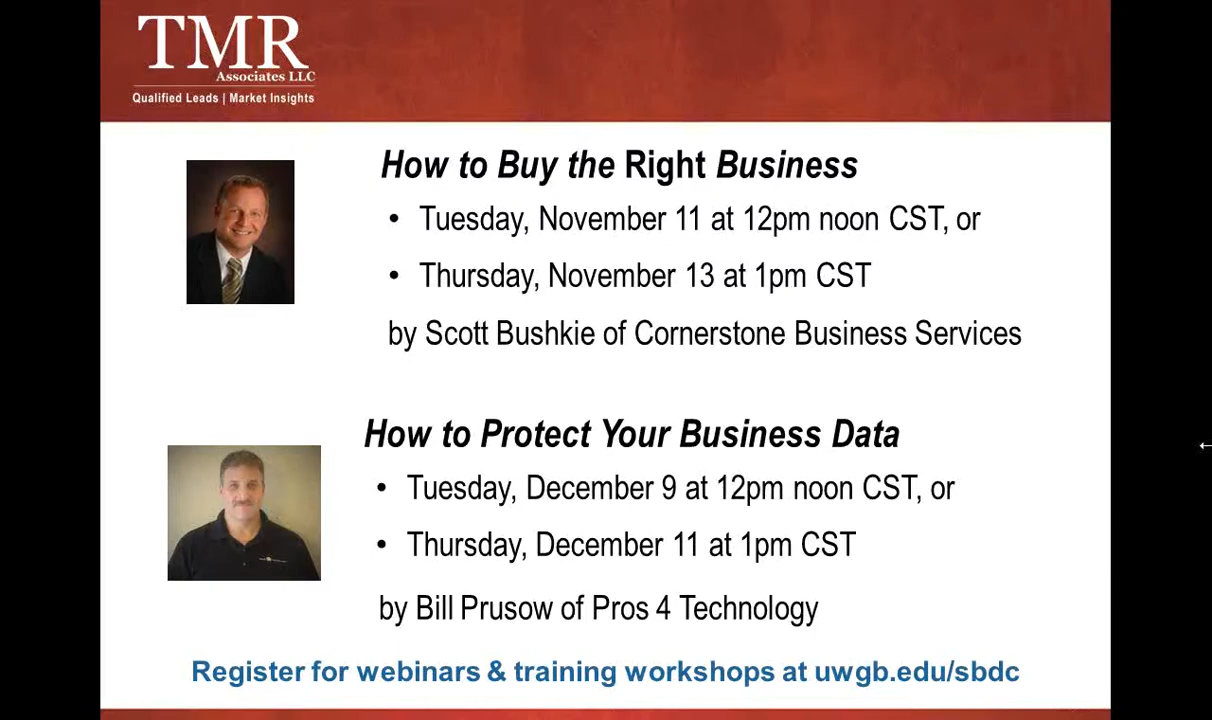 TMR
Associates LLC
Qualified Leads | Market Insights
How to Buy the Right Business
• Tuesday, November 11 at 12pm noon CST, or
• Thursday, November 13 at 1pm CST
by Scott Bushkie of Cornerstone Business Services
How to Protect Your Business Data
• Tuesday, December 9 at 12pm noon CST, or
• Thursday, December 11 at 1pm CST
by Bill Prusow of Pros 4 Technology
Register for webinars & training workshops at uwgb.edu/sbdc